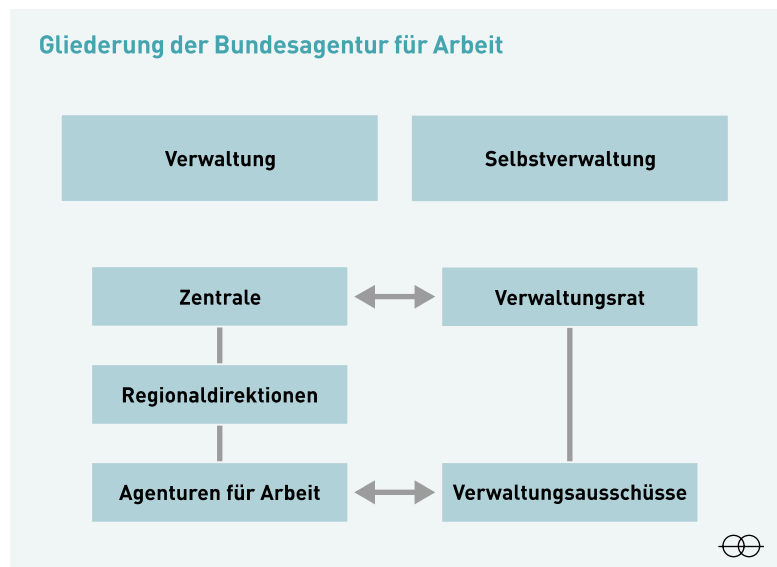 Gliederung der Bundesagentur für Arbeit
Verwaltung
Selbstverwaltung
Zentrale
Verwaltungsrat
Regionaldirektionen
Agenturen für Arbeit
Verwaltungsausschüsse